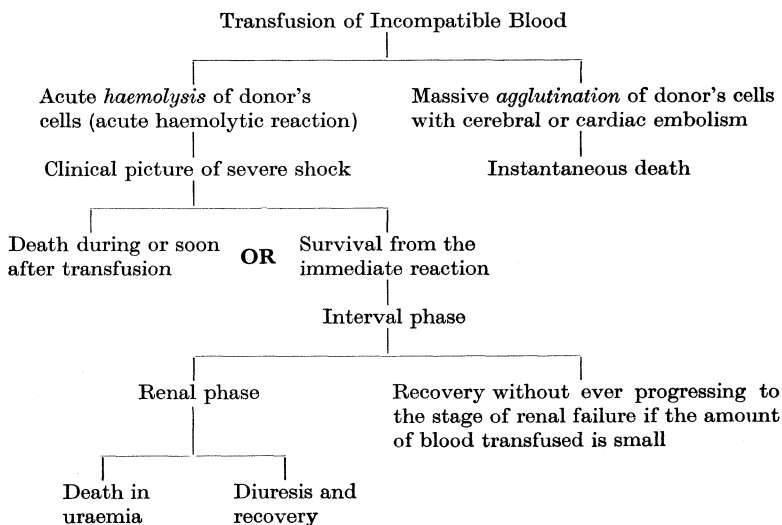 Transfusion of Incompatible Blood
Acute haemolysis of donor's
cells (acute haemolytic reaction)
Massive agglutination of donor's cells
with cerebral or cardiac embolism
Clinical picture of severe shock
Instantaneous death
Death during or soon
after transfusion
OR
Survival from the
immediate reaction
Interval phase
Renal phase
Recovery without ever progressing to
the stage of renal failure if the amount
of blood transfused is small
Death in
uraemia
Diuresis and
recovery